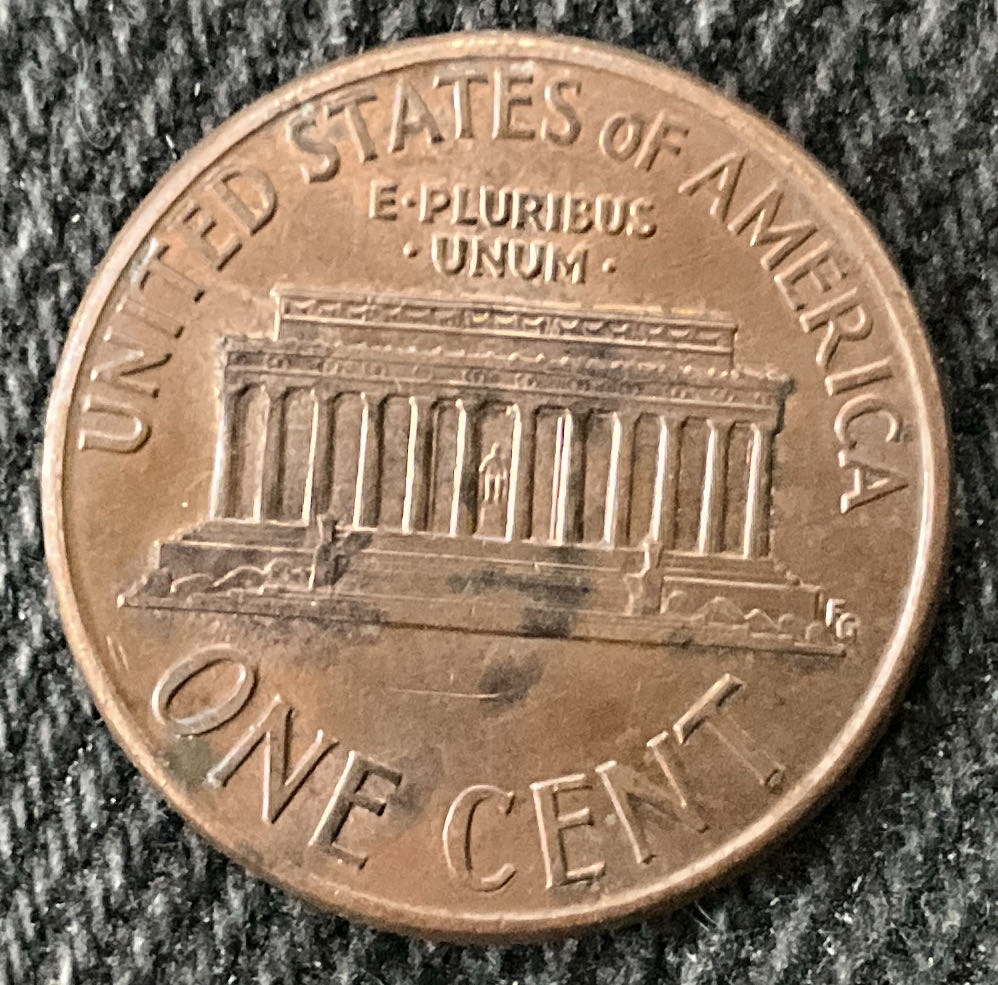 UNITED STATES OF AMERICA
E·PLURIBUS
·UNUM·
FG
ONE CENT